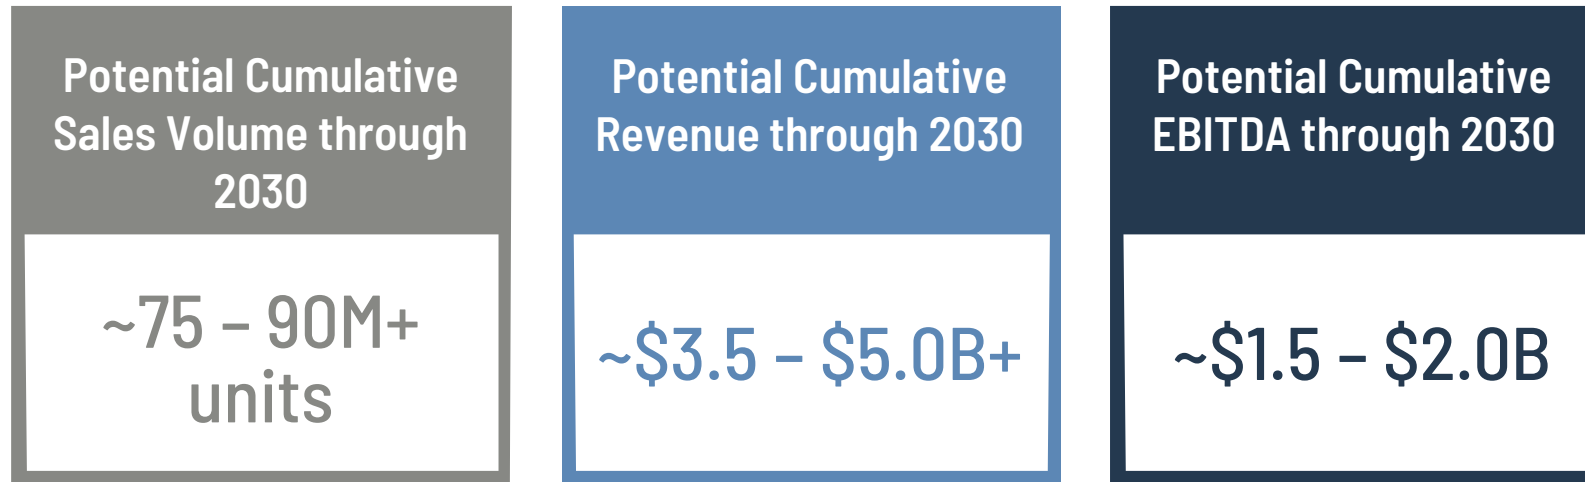 Potential Cumulative
Sales Volume through
2030
~75 – 90M+
units
Potential Cumulative
Revenue through 2030
~$3.5 – $5.0B+
Potential Cumulative
EBITDA through 2030
~$1.5 – $2.0B